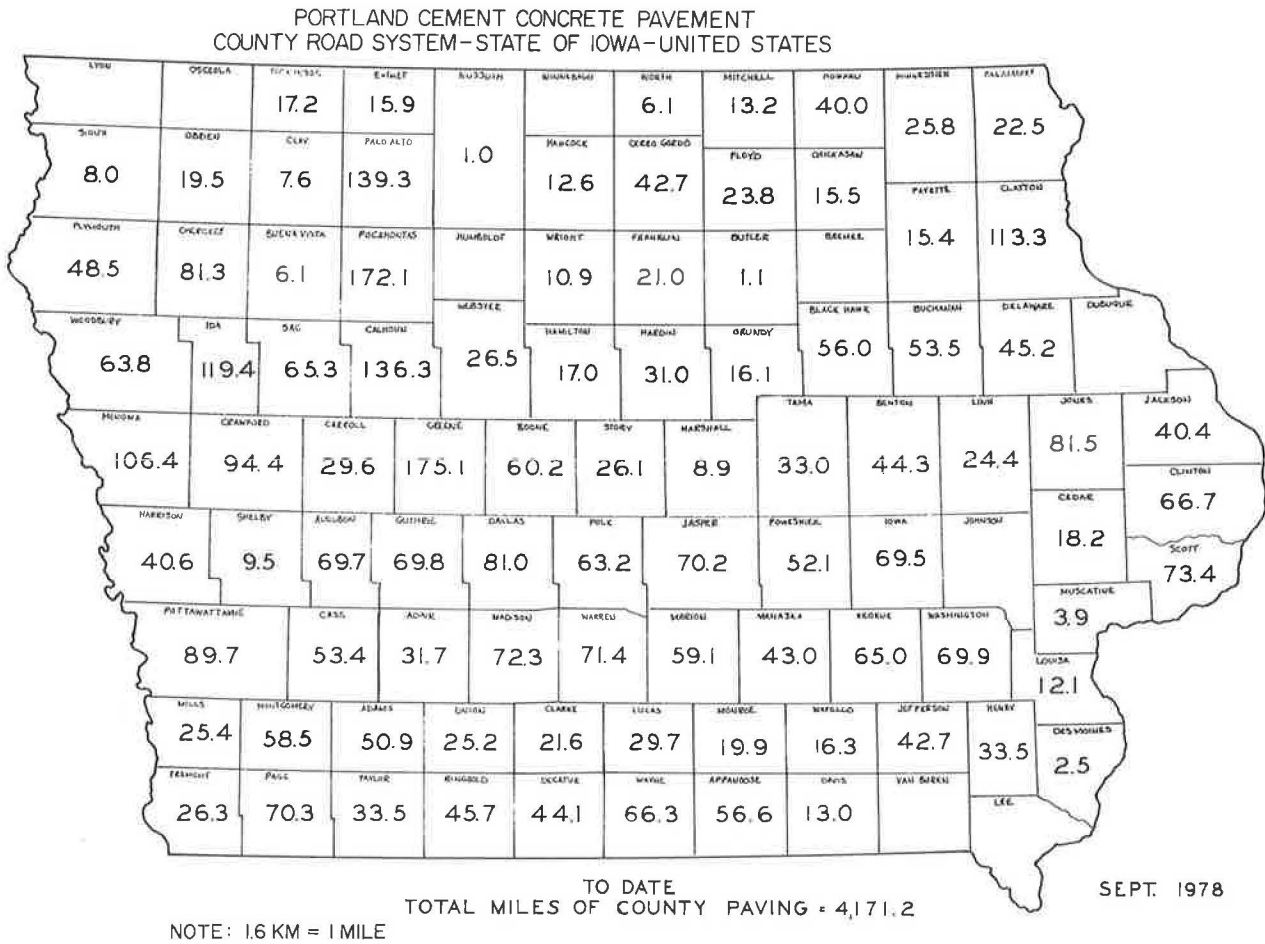 PORTLAND CEMENT CONCRETE PAVEMENT
COUNTY ROAD SYSTEM-STATE OF IOWA-UNITED STATES
LYON OSCEOLA DICKINSON EMMET KOSSUTH WINNEBAGO WORTH MITCHELL HOWARD WINNESHIEK ALLAMAKEE
17.2 15.9 6.1 13.2 40.0 25.8 22.5
SIOUX OBRIEN CLAY PALO ALTO HANCOCK CERRO GORDO FLOYD CHICKASAW
8.0 19.5 7.6 139.3 1.0 12.6 42.7 23.8 15.5
FAYETTE CLAYTON
PLYMOUTH CHEROKEE BUENA VISTA POCAHONTAS HUMBOLDT WRIGHT FRANKLIN BUTLER BREMER
48.5 81.3 6.1 172.1 10.9 21.0 1.1 15.4 113.3
WOODBURY IDA SAC CALHOUN WEBSTER HAMILTON HARDIN GRUNDY BLACK HAWK BUCHANAN DELAWARE DUBUQUE
63.8 119.4 65.3 136.3 26.5 17.0 31.0 16.1 56.0 53.5 45.2
MONONA CRAWFORD CARROLL GREENE BOONE STORY MARSHALL TAMA BENTON LINN JONES JACKSON
106.4 94.4 29.6 175.1 60.2 26.1 8.9 33.0 44.3 24.4 81.5 40.4
CLINTON
66.7
HARRISON SHELBY AUDUBON GUTHRIE DALLAS POLK JASPER POWESHIEK IOWA JOHNSON CEDAR SCOTT
40.6 9.5 69.7 69.8 81.0 63.2 70.2 52.1 69.5 18.2 73.4
MUSCATINE
3.9
POTTAWATTAMIE CASS ADAIR MADISON WARREN MARION MAHASKA KEOKUK WASHINGTON LOUISA
89.7 53.4 31.7 72.3 71.4 59.1 43.0 65.0 69.9 12.1
MILLS MONTGOMERY ADAMS UNION CLARKE LUCAS MONROE WAPELLO JEFFERSON HENRY DES MOINES
25.4 58.5 50.9 25.2 21.6 29.7 19.9 16.3 42.7 33.5 2.5
FREMONT PAGE TAYLOR RINGGOLD DECATUR WAYNE APPANOOSE DAVIS VAN BUREN LEE
26.3 70.3 33.5 45.7 44.1 66.3 56.6 13.0
TO DATE
TOTAL MILES OF COUNTY PAVING = 4,171.2
SEPT. 1978
NOTE: 1.6 KM = 1 MILE